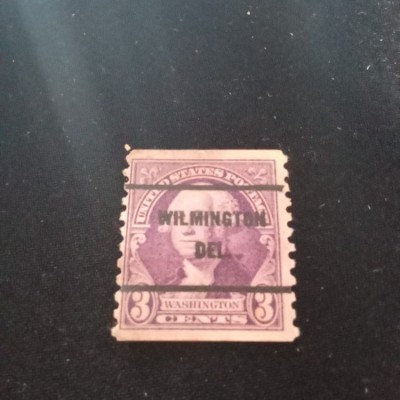 UNITED STATES POSTAGE
WILMINGTON
DEL.
3 WASHINGTON 3
CENTS